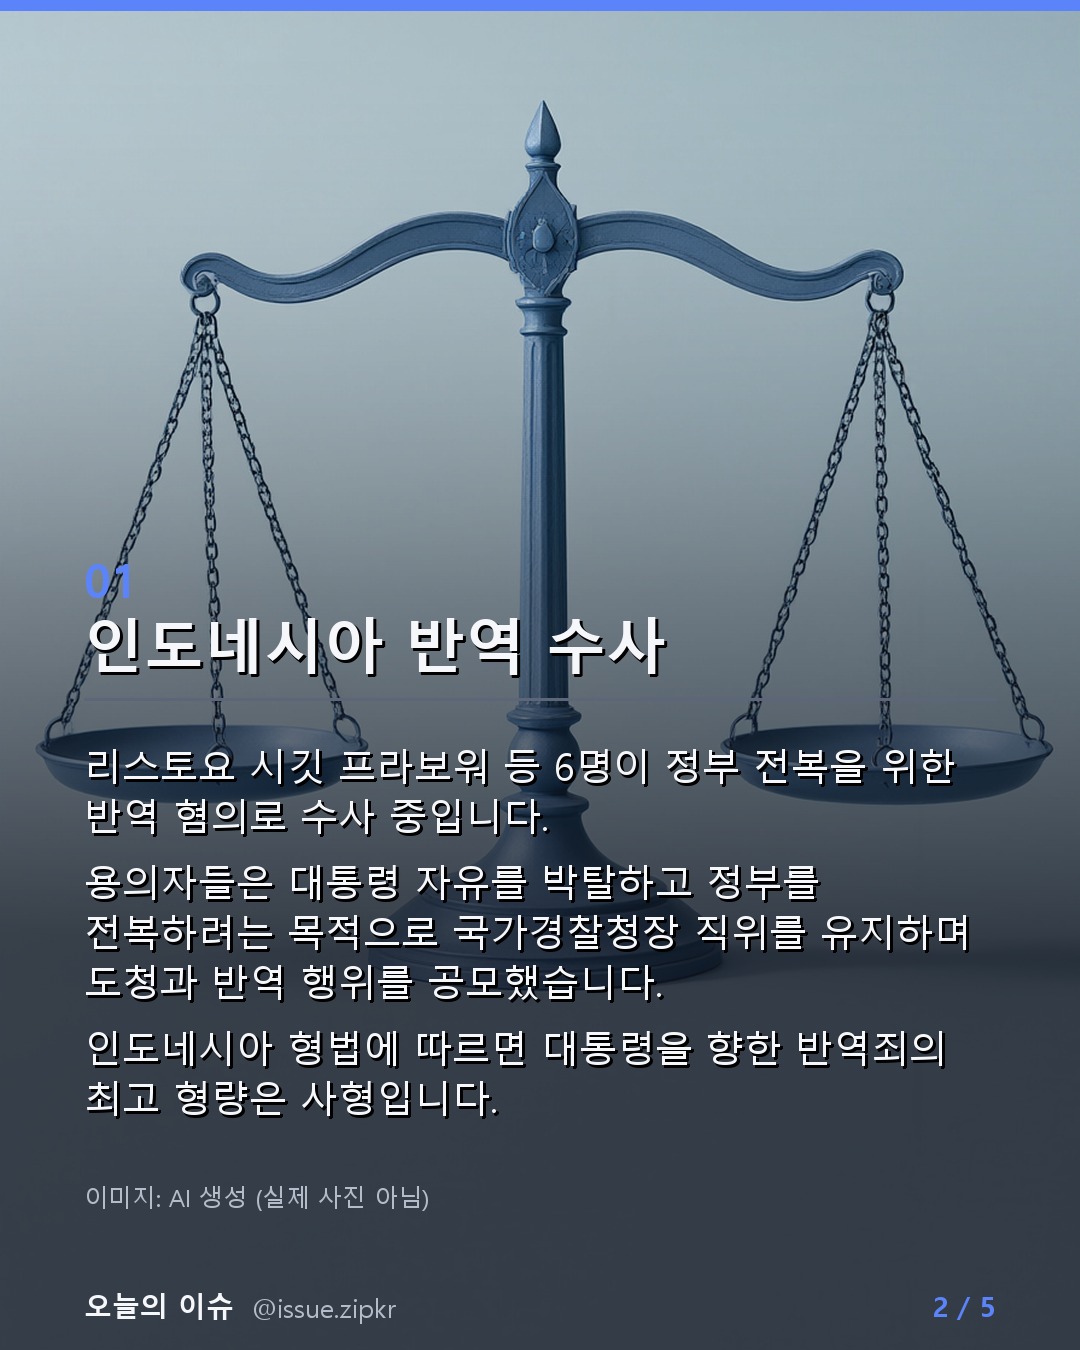 01
인도네시아 반역 수사
리스토요 시깃 프라보워 등 6명이 정부 전복을 위한
반역 혐의로 수사 중입니다.
용의자들은 대통령 자유를 박탈하고 정부를
전복하려는 목적으로 국가경찰청장 직위를 유지하며
도청과 반역 행위를 공모했습니다.
인도네시아 형법에 따르면 대통령을 향한 반역죄의
최고 형량은 사형입니다.
이미지: AI 생성 (실제 사진 아님)
오늘의 이슈 @issue.zipkr
2 / 5